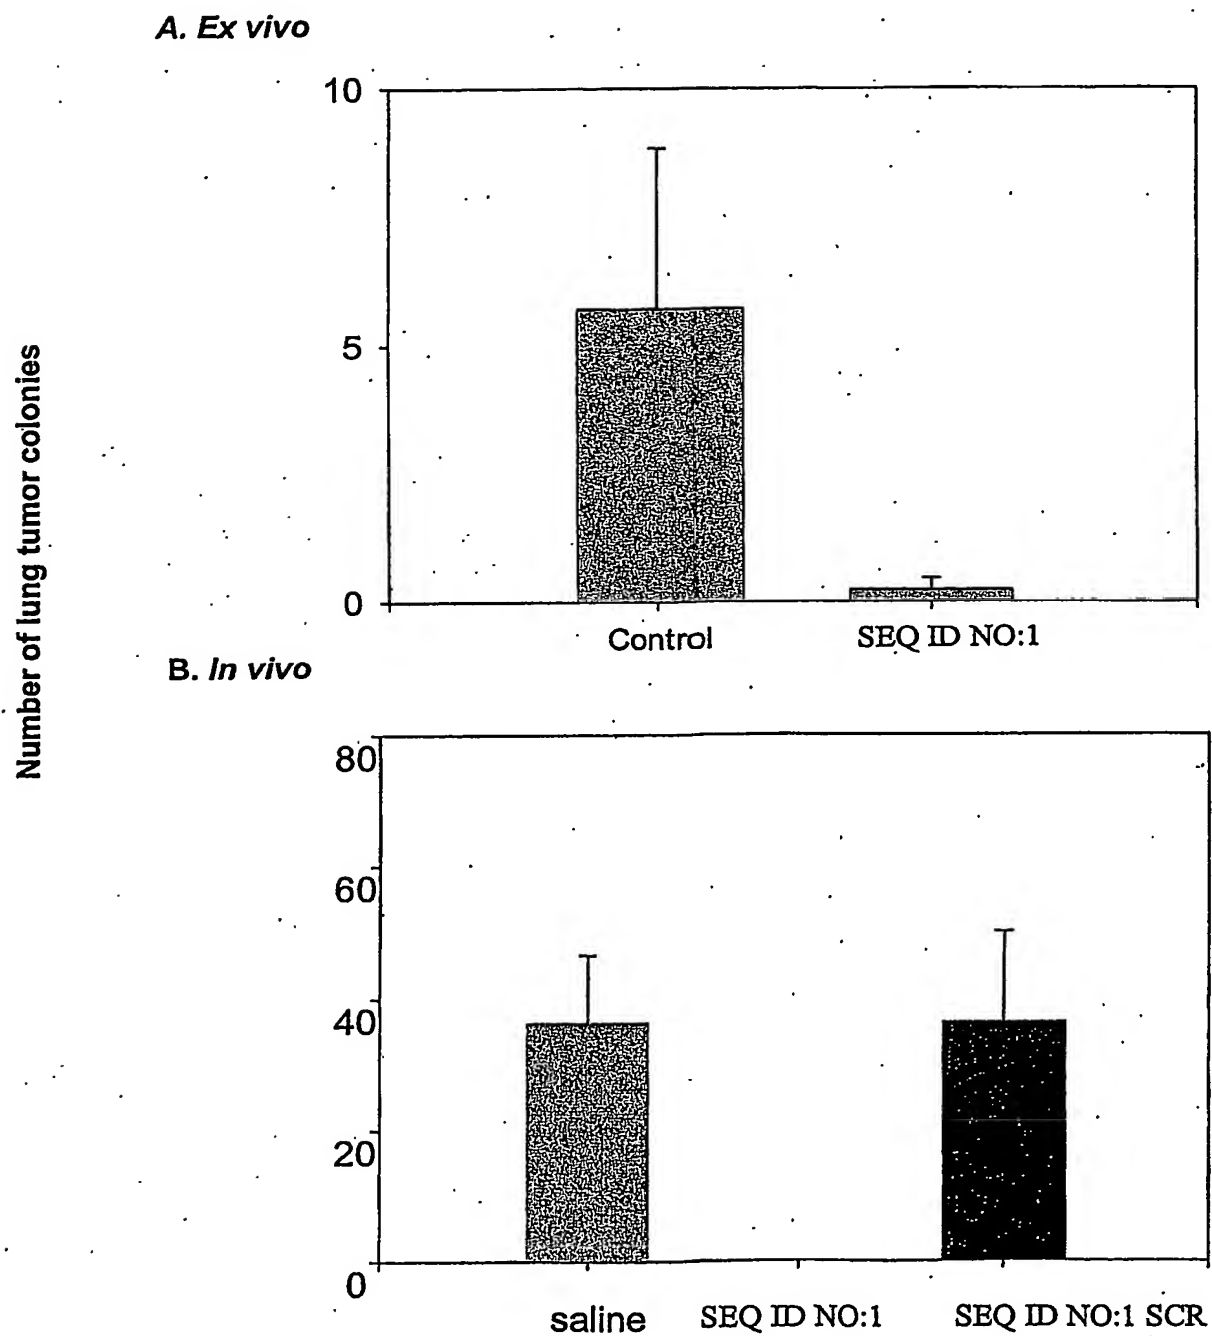 A. Ex vivo
Number of lung tumor colonies
10
5
0
Control SEQ ID NO:1
B. In vivo
80
60
40
20
0
saline SEQ ID NO:1 SEQ ID NO:1 SCR